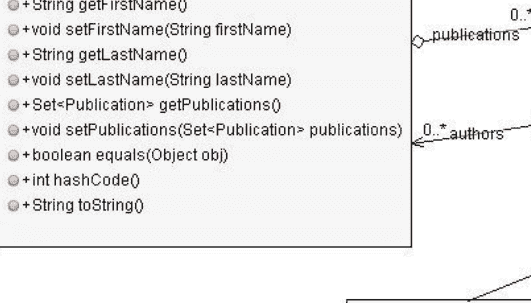 +String getFirstName()
0..*
+void setFirstName(String firstName)
publications
+String getLastName()
+void setLastName(String lastName)
+Set<Publication> getPublications()
+void setPublications(Set<Publication> publications)
0..* authors
+boolean equals(Object obj)
+int hashCode()
+String toString()